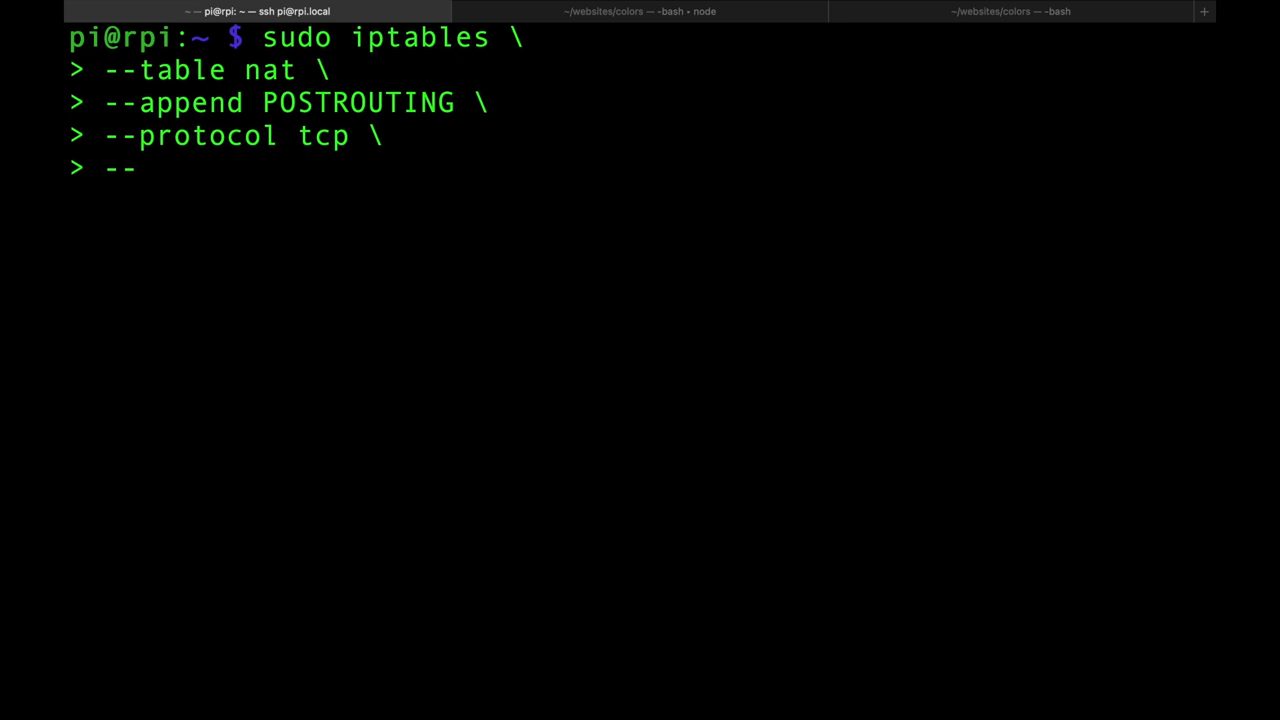 ~ — pi@rpi: ~ — ssh pi@rpi.local
~/websites/colors — -bash • node
~/websites/colors — -bash
+
pi@rpi:~ $ sudo iptables \
> --table nat \
> --append POSTROUTING \
> --protocol tcp \
> --